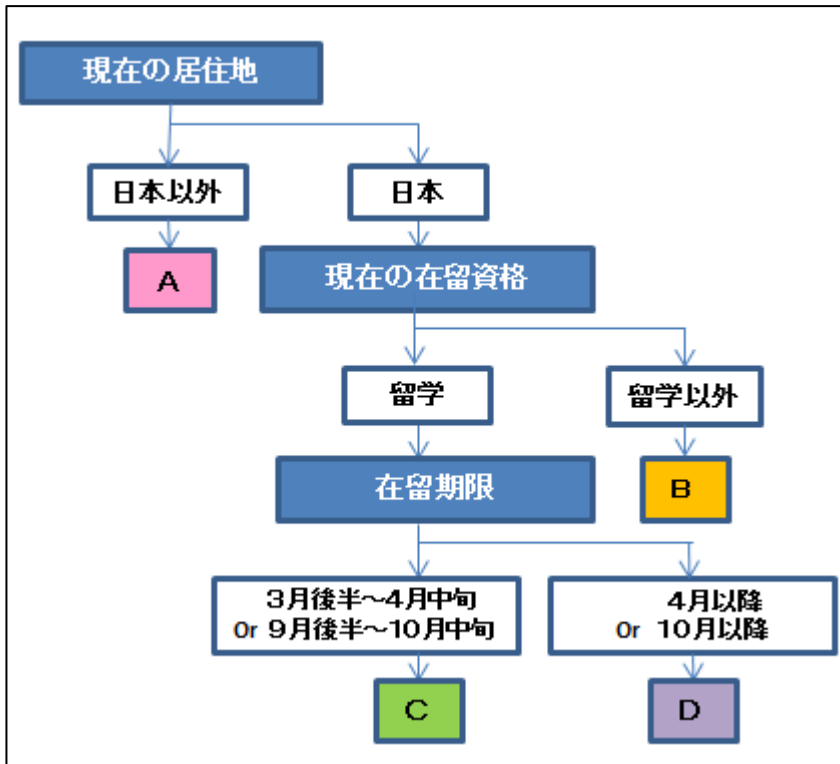 現在の居住地
日本以外
日本
A
現在の在留資格
留学
留学以外
在留期限
B
3月後半～4月中旬
Or 9月後半～10月中旬
4月以降
Or 10月以降
C
D